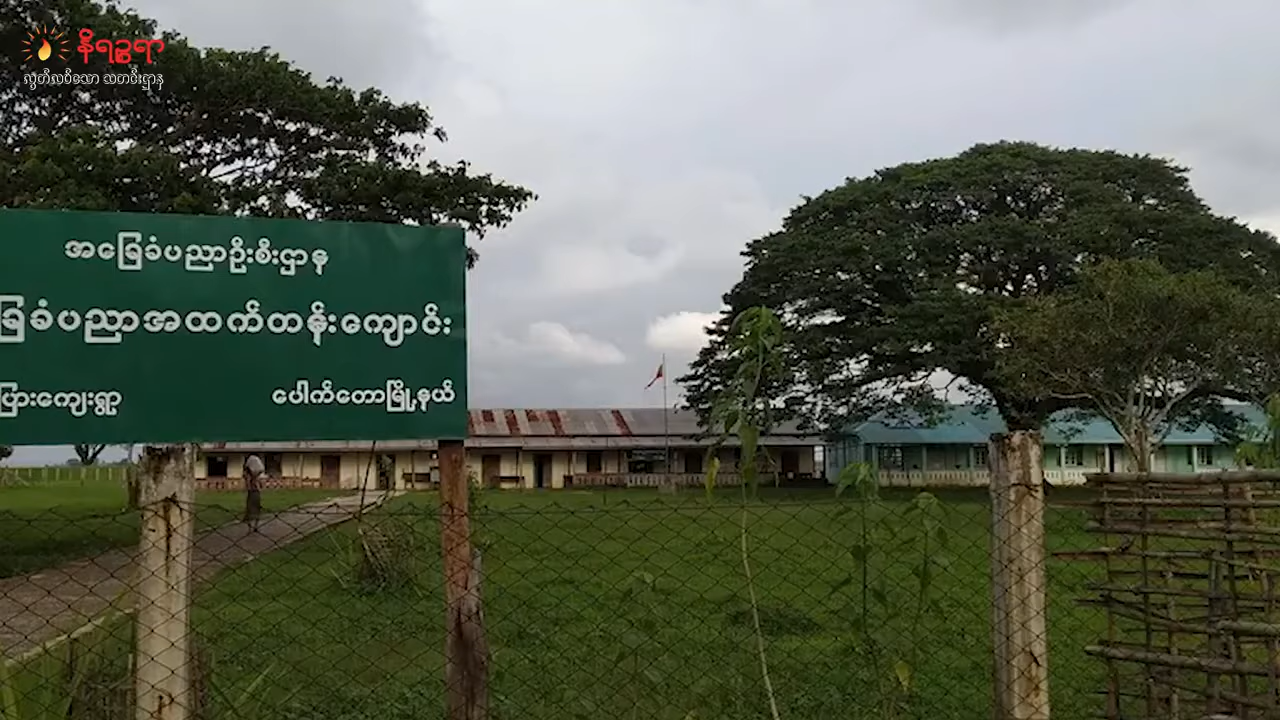 နိရဉ္စရာ
လွတ်လပ်သော သတင်းဌာန
အခြေခံပညာဦးစီးဌာန
ခြေခံပညာအထက်တန်းကျောင်း
ပြားကျေးရွာ ပေါက်တောမြို့နယ်